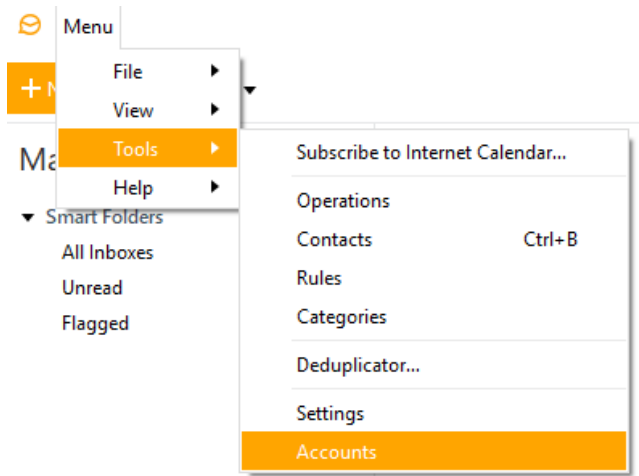 Menu
File
View
Tools
Help
Smart Folders
All Inboxes
Unread
Flagged
Subscribe to Internet Calendar...
Operations
Contacts Ctrl+B
Rules
Categories
Deduplicator...
Settings
Accounts